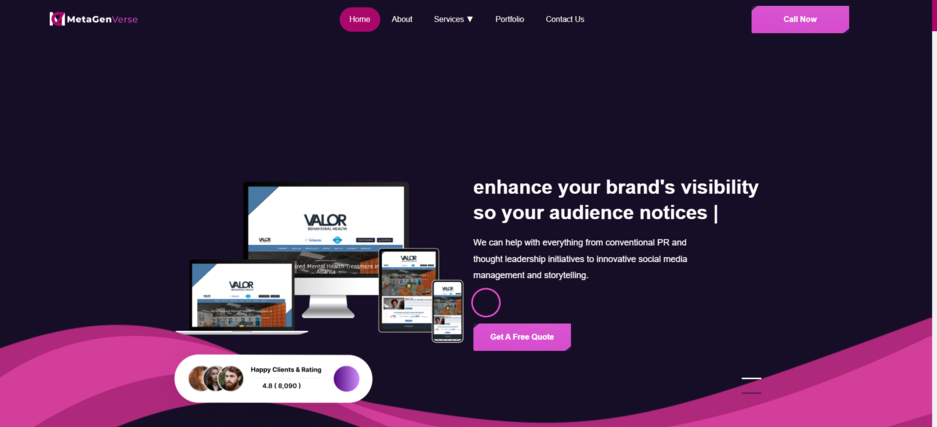 MetaGenVerse
Home
About
Services ▼
Portfolio
Contact Us
Call Now
enhance your brand's visibility
so your audience notices |
We can help with everything from conventional PR and
thought leadership initiatives to innovative social media
management and storytelling.
Get A Free Quote
VALOR
BEHAVIORAL HEALTH
VALOR
VALOR
VALOR
Happy Clients & Rating
4.8 ( 8,090 )